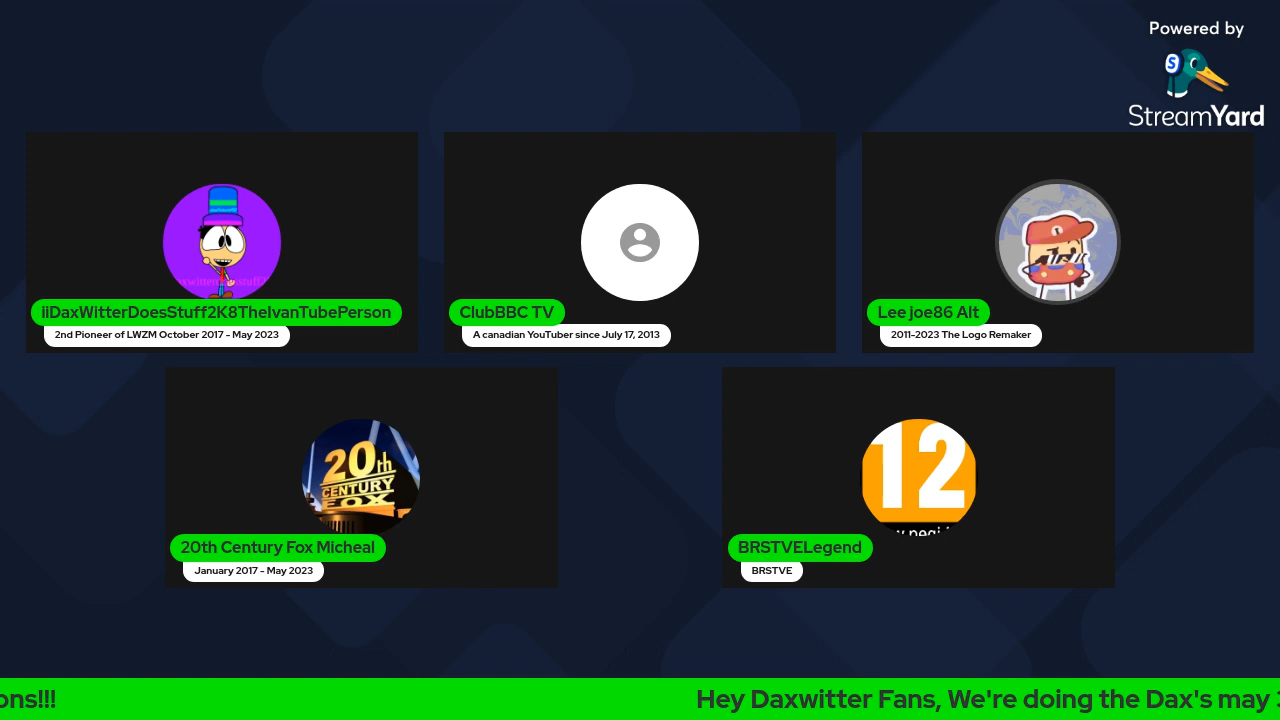 Powered by
S
StreamYard
iiDaxWitterDoesStuff2K8TheIvanTubePerson
2nd Pioneer of LWZM October 2017 - May 2023
ClubBBC TV
A canadian YouTuber since July 17, 2013
Lee joe86 Alt
2011-2023 The Logo Remaker
20th
CENTURY
FOX
20th Century Fox Micheal
January 2017 - May 2023
12
BRSTVELegend
BRSTVE
ons!!!
Hey Daxwitter Fans, We're doing the Dax's may